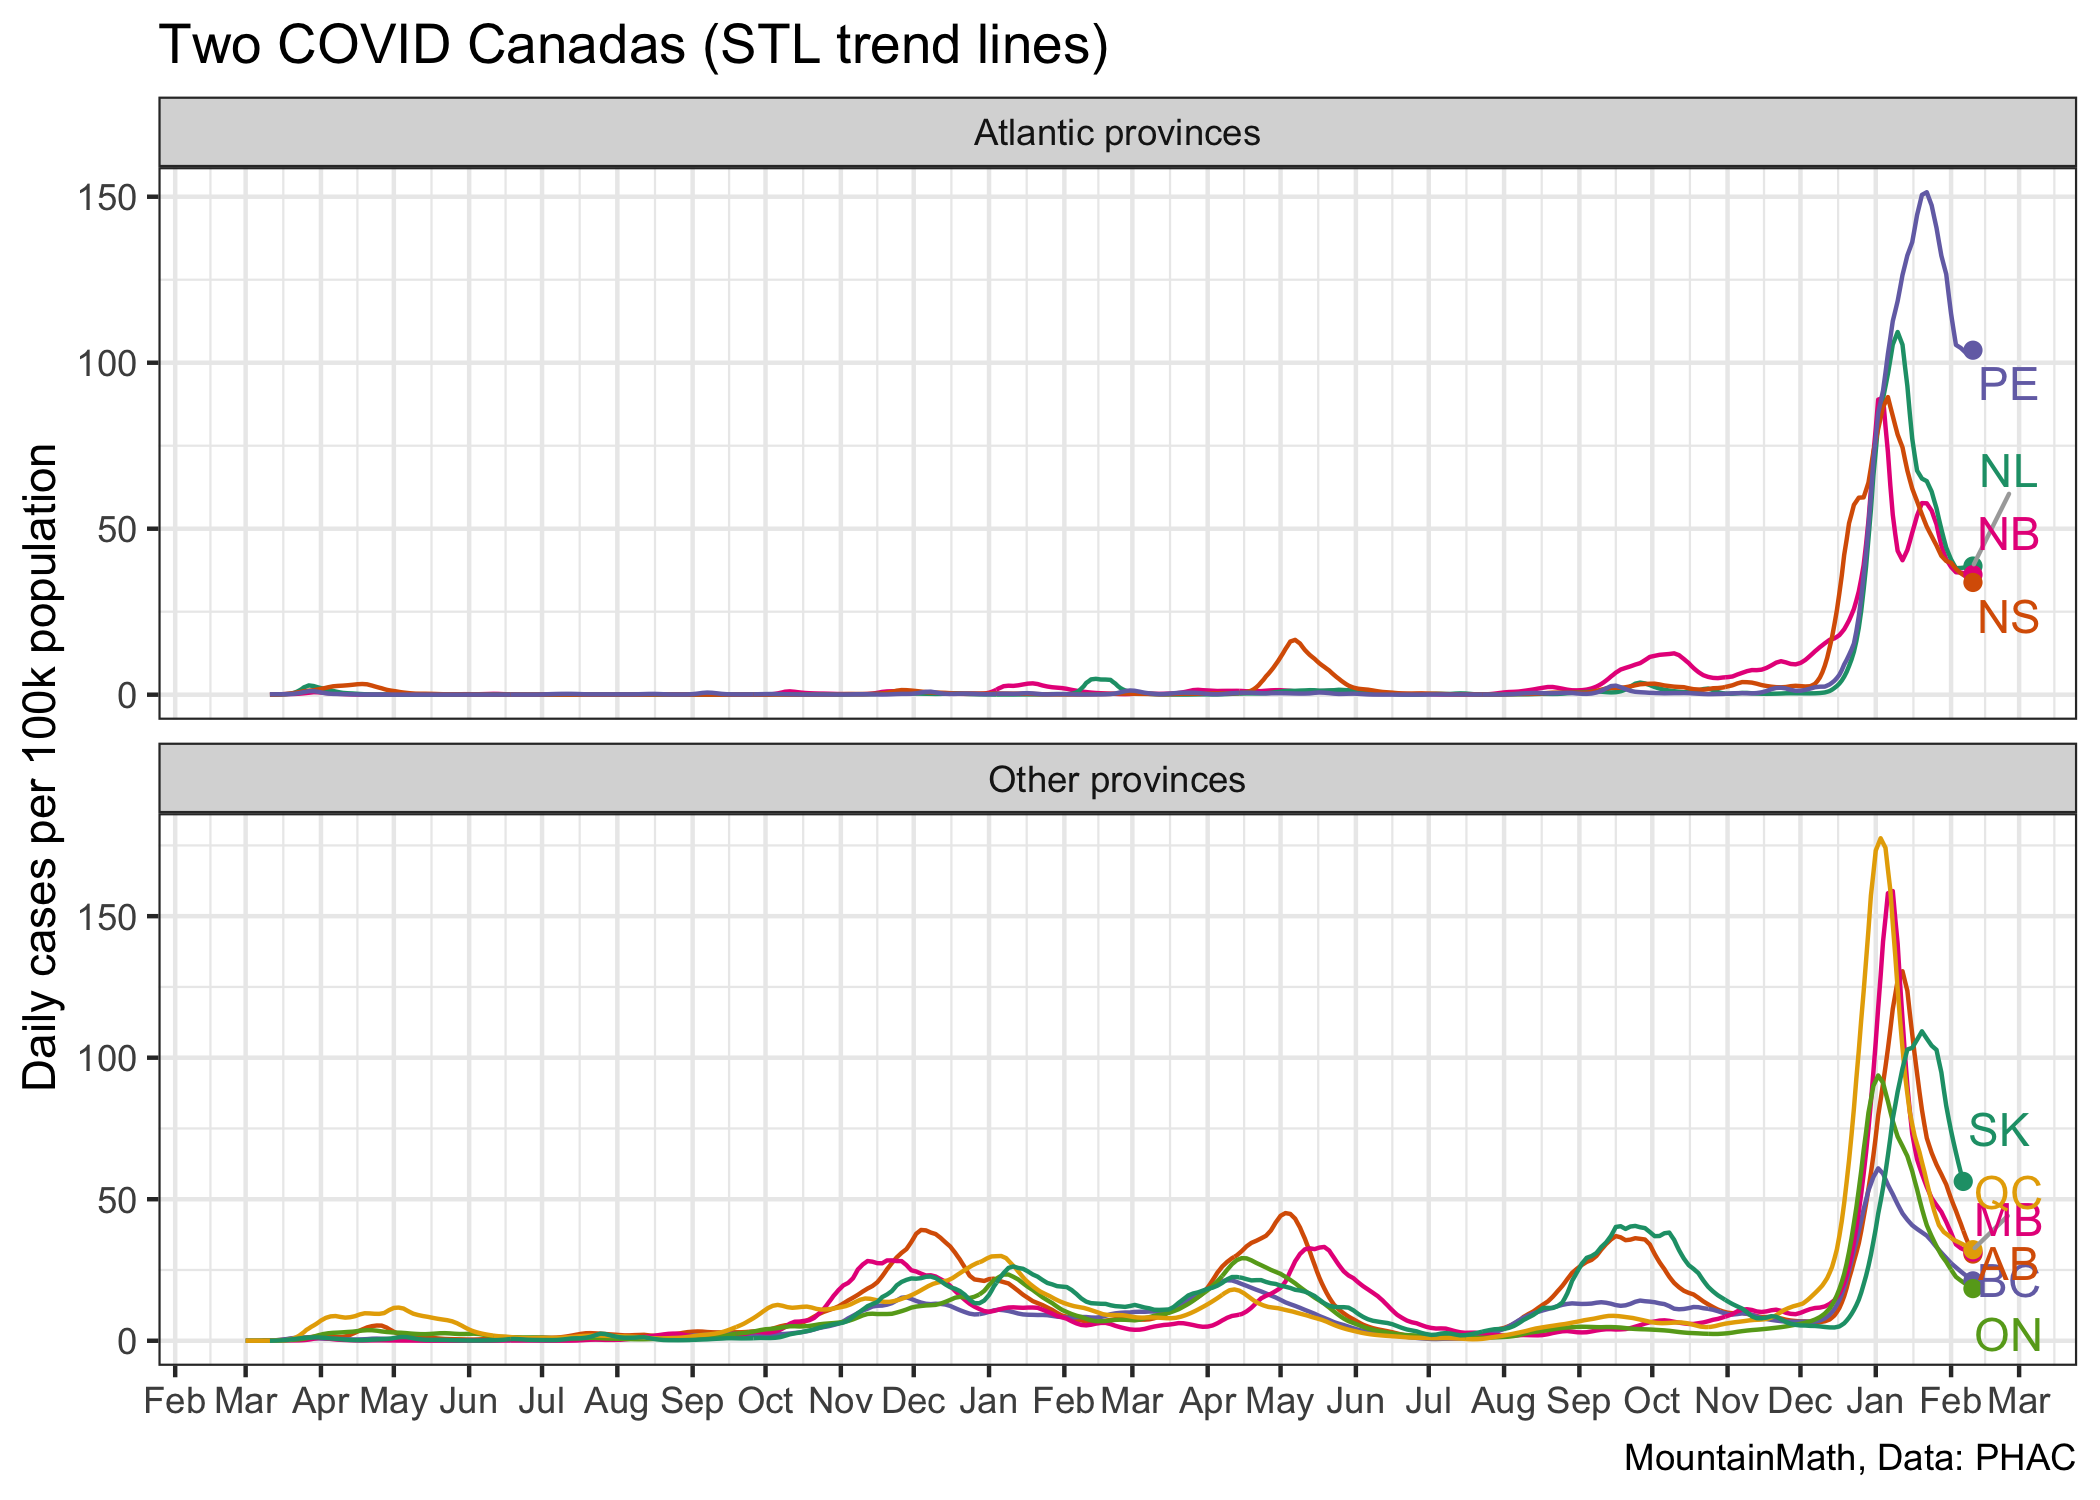 Two COVID Canadas (STL trend lines)
Atlantic provinces
150
100
50
0
PE
NL
NB
NS
Daily cases per 100k population
Other provinces
150
100
50
0
SK
QC
MB
AB
BC
ON
Feb Mar Apr May Jun Jul Aug Sep Oct Nov Dec Jan Feb Mar Apr May Jun Jul Aug Sep Oct Nov Dec Jan Feb Mar
MountainMath, Data: PHAC